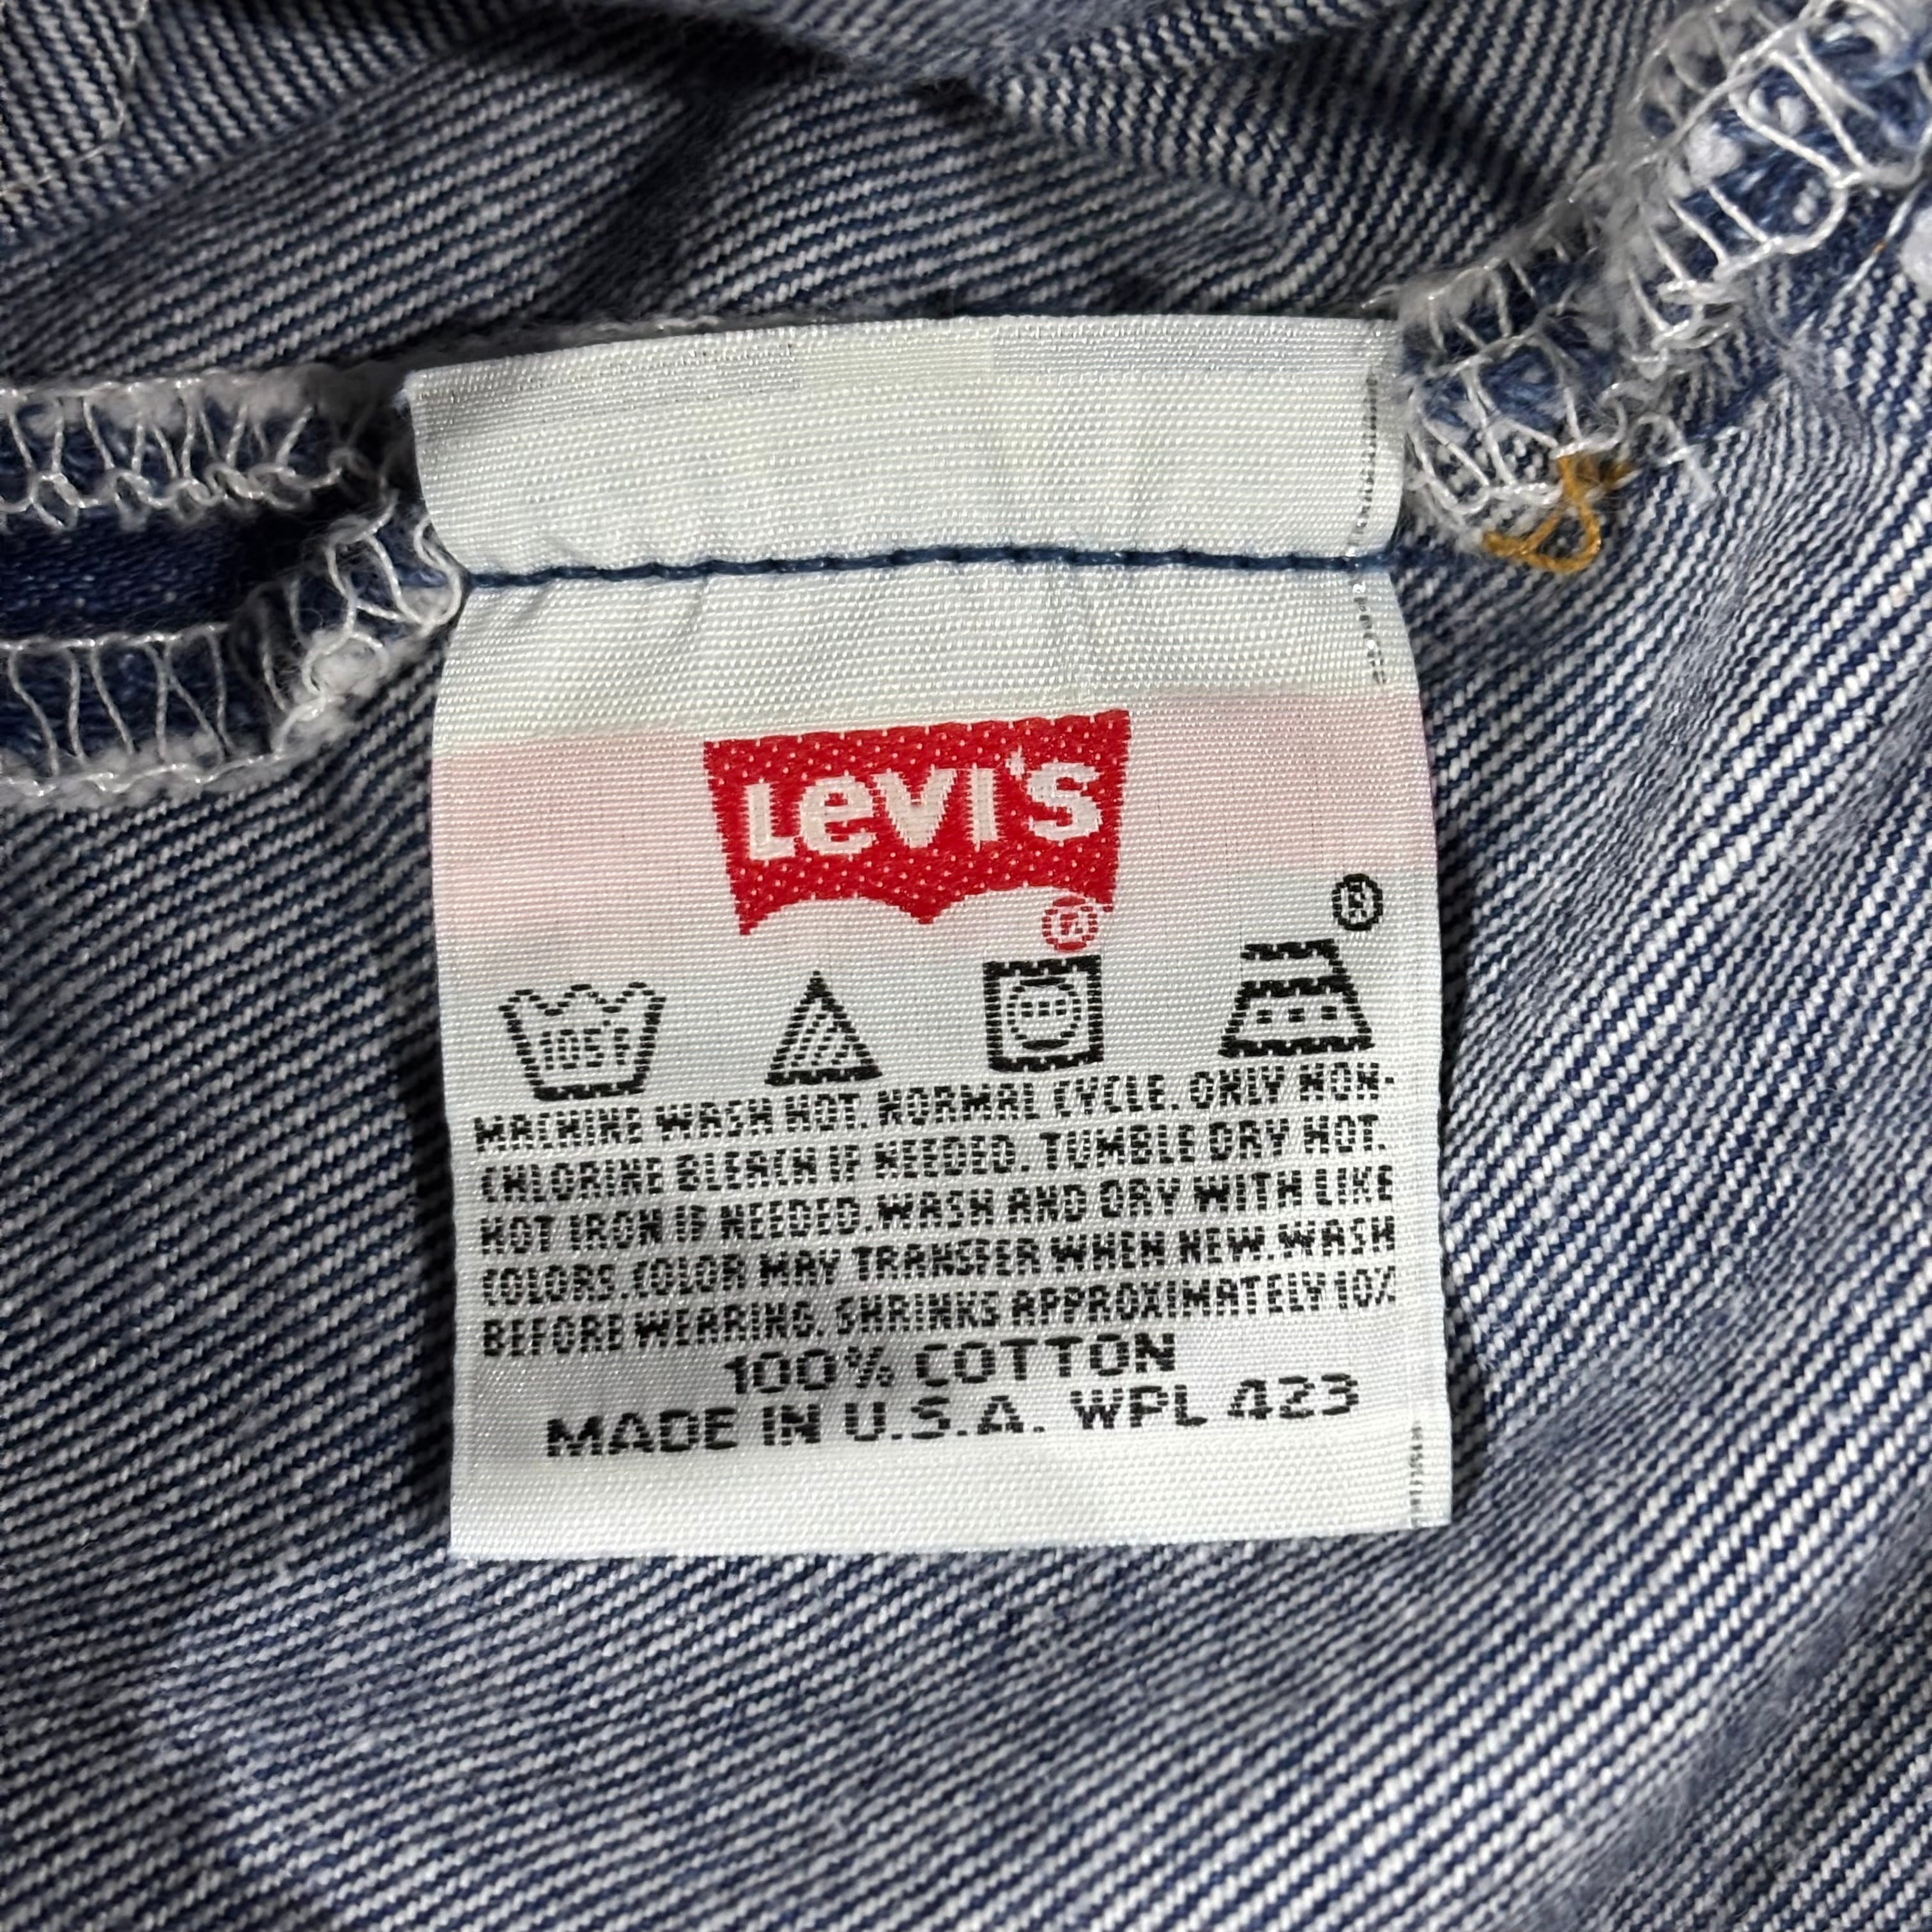 LEVI'S
®
®
105F
MACHINE WASH HOT. NORMAL CYCLE. ONLY NON-
CHLORINE BLEACH IF NEEDED. TUMBLE DRY HOT.
HOT IRON IF NEEDED. WASH AND DRY WITH LIKE
COLORS. COLOR MAY TRANSFER WHEN NEW. WASH
BEFORE WEARING. SHRINKS APPROXIMATELY 10%
100% COTTON
MADE IN U.S.A. WPL 423